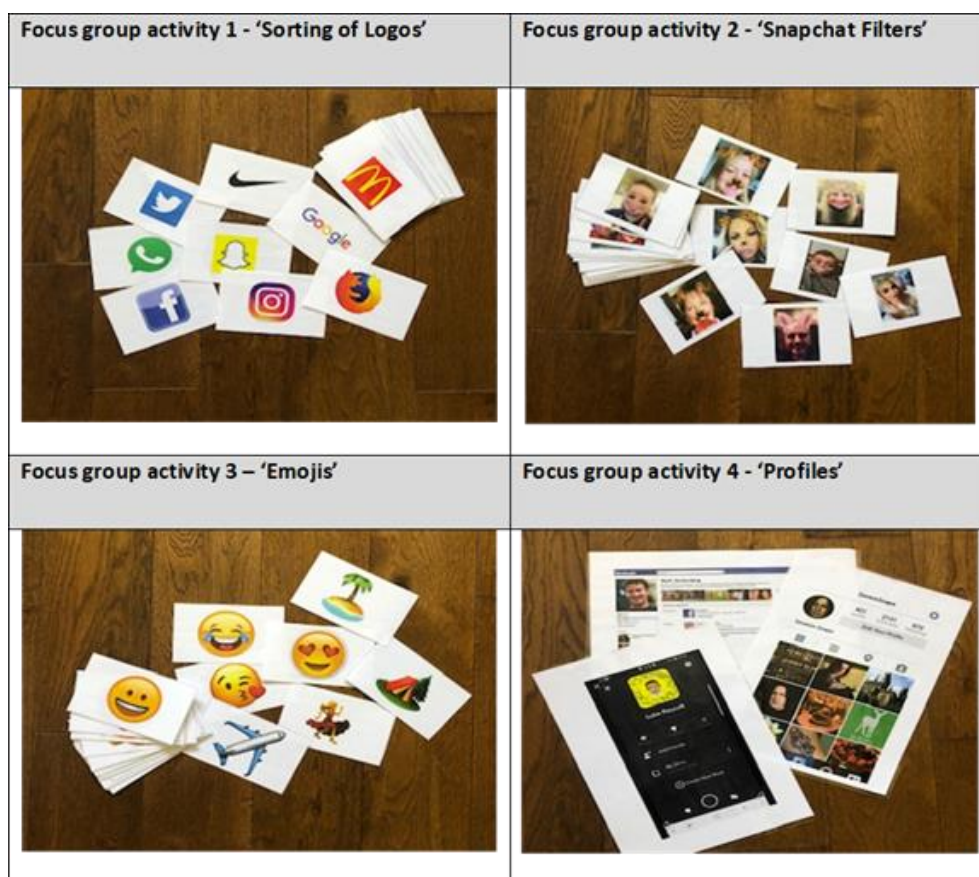 Focus group activity 1 - ‘Sorting of Logos’
Focus group activity 2 - ‘Snapchat Filters’
Google
Focus group activity 3 – ‘Emojis’
Focus group activity 4 - ‘Profiles’